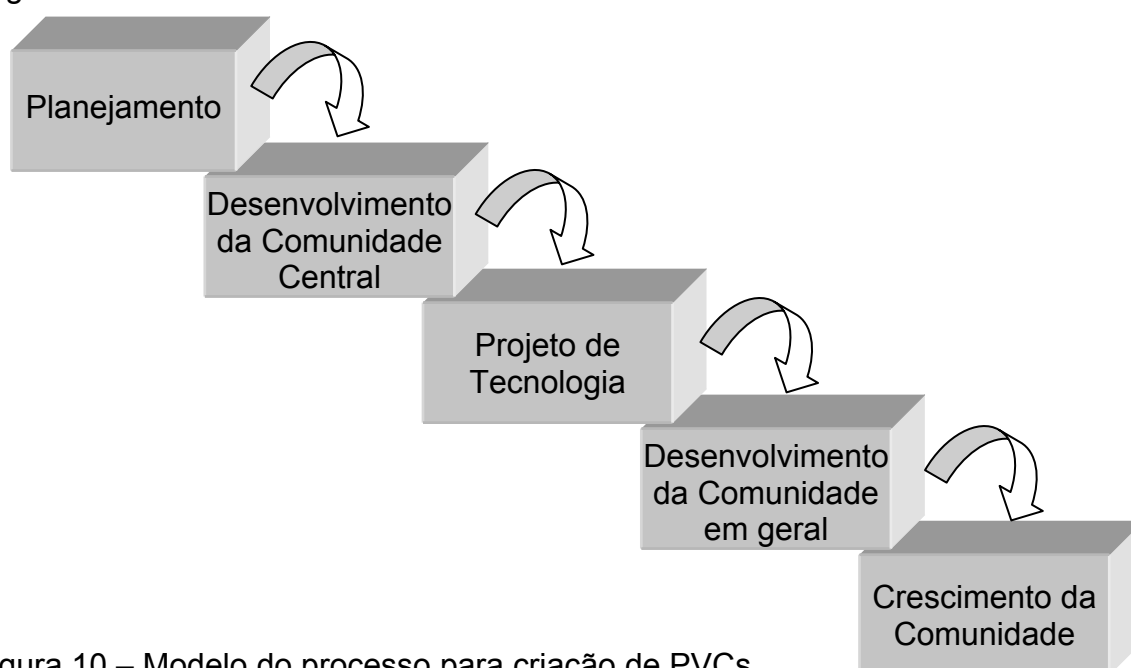 Planejamento
Desenvolvimento
da Comunidade
Central
Projeto de
Tecnologia
Desenvolvimento
da Comunidade
em geral
Crescimento da
Comunidade
gura 10 – Modelo do processo para criação de PVCs